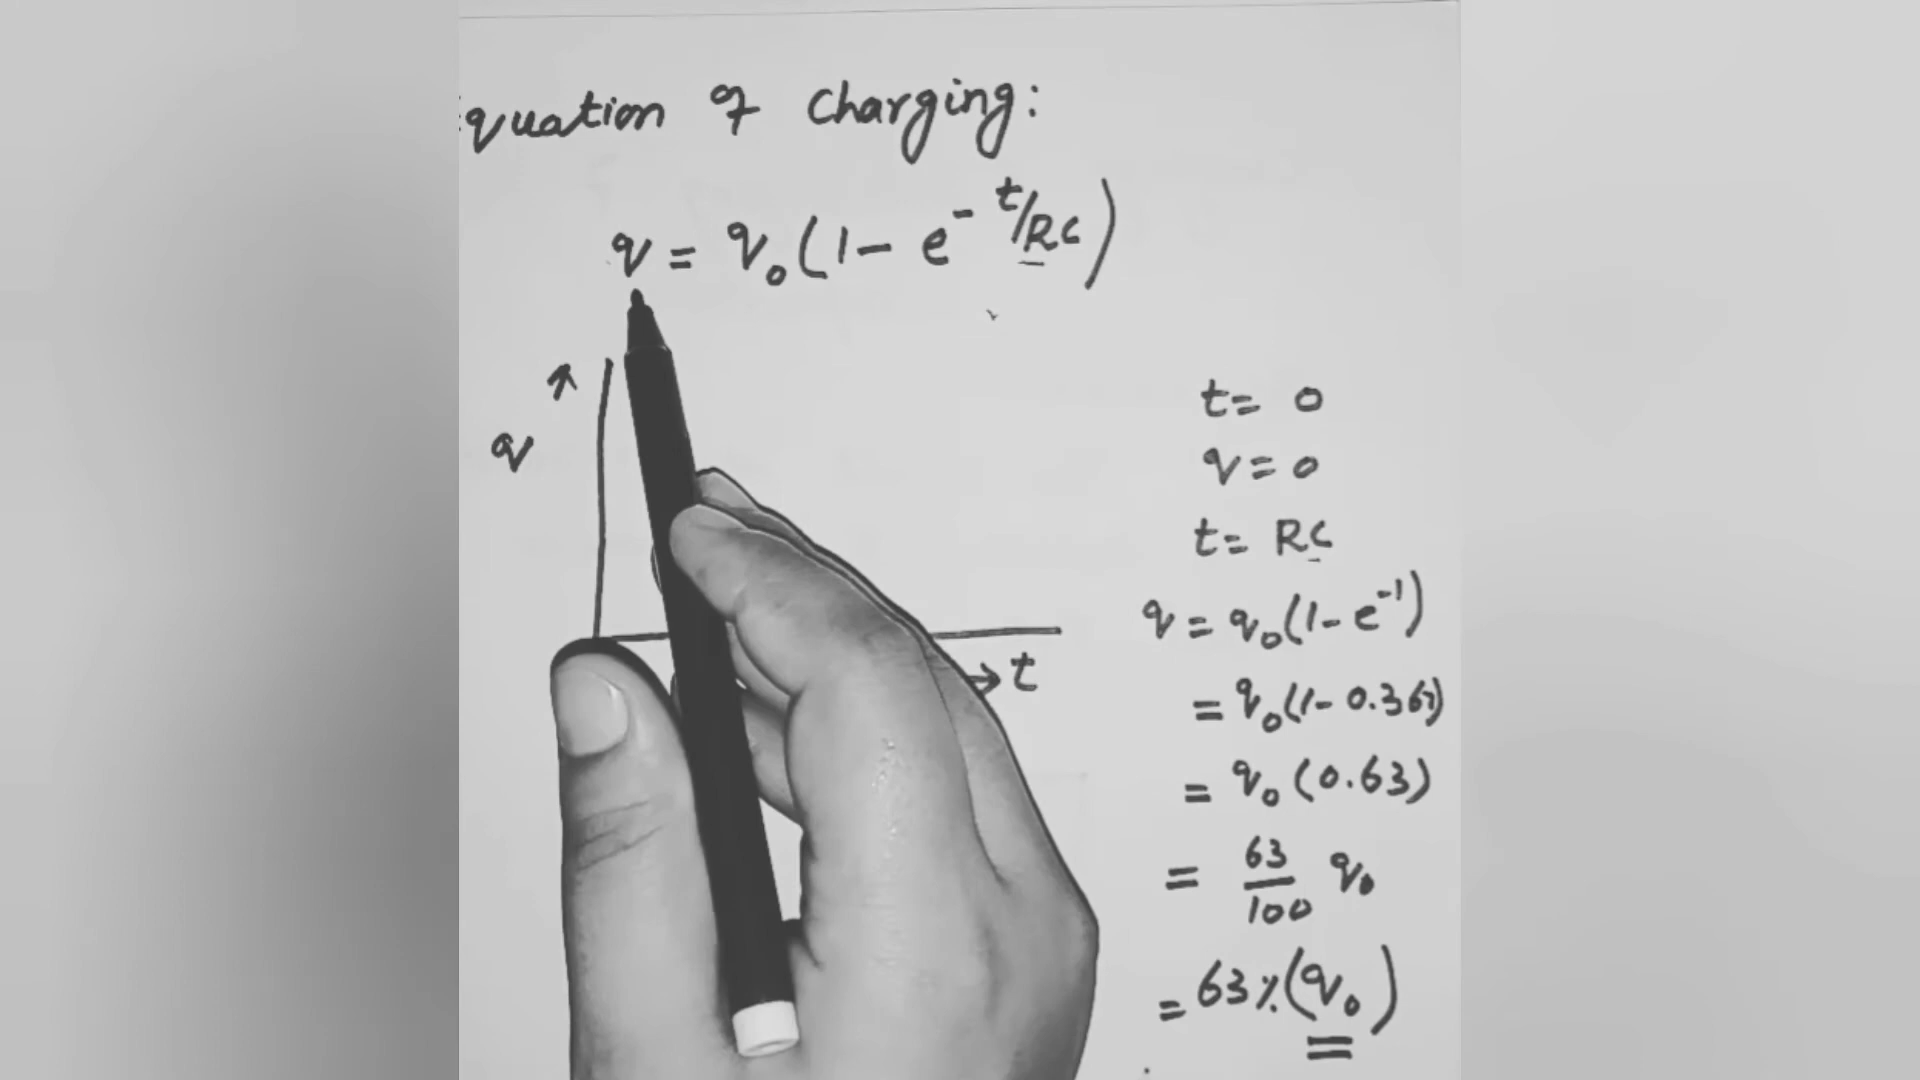 Equation of Charging:
q = q₀(1 - e^(-t/RC))
q
t
t = 0
q = 0
t = RC
q = q₀(1 - e⁻¹)
= q₀(1 - 0.367)
= q₀(0.63)
= 63/100 q₀
= 63%(q₀)